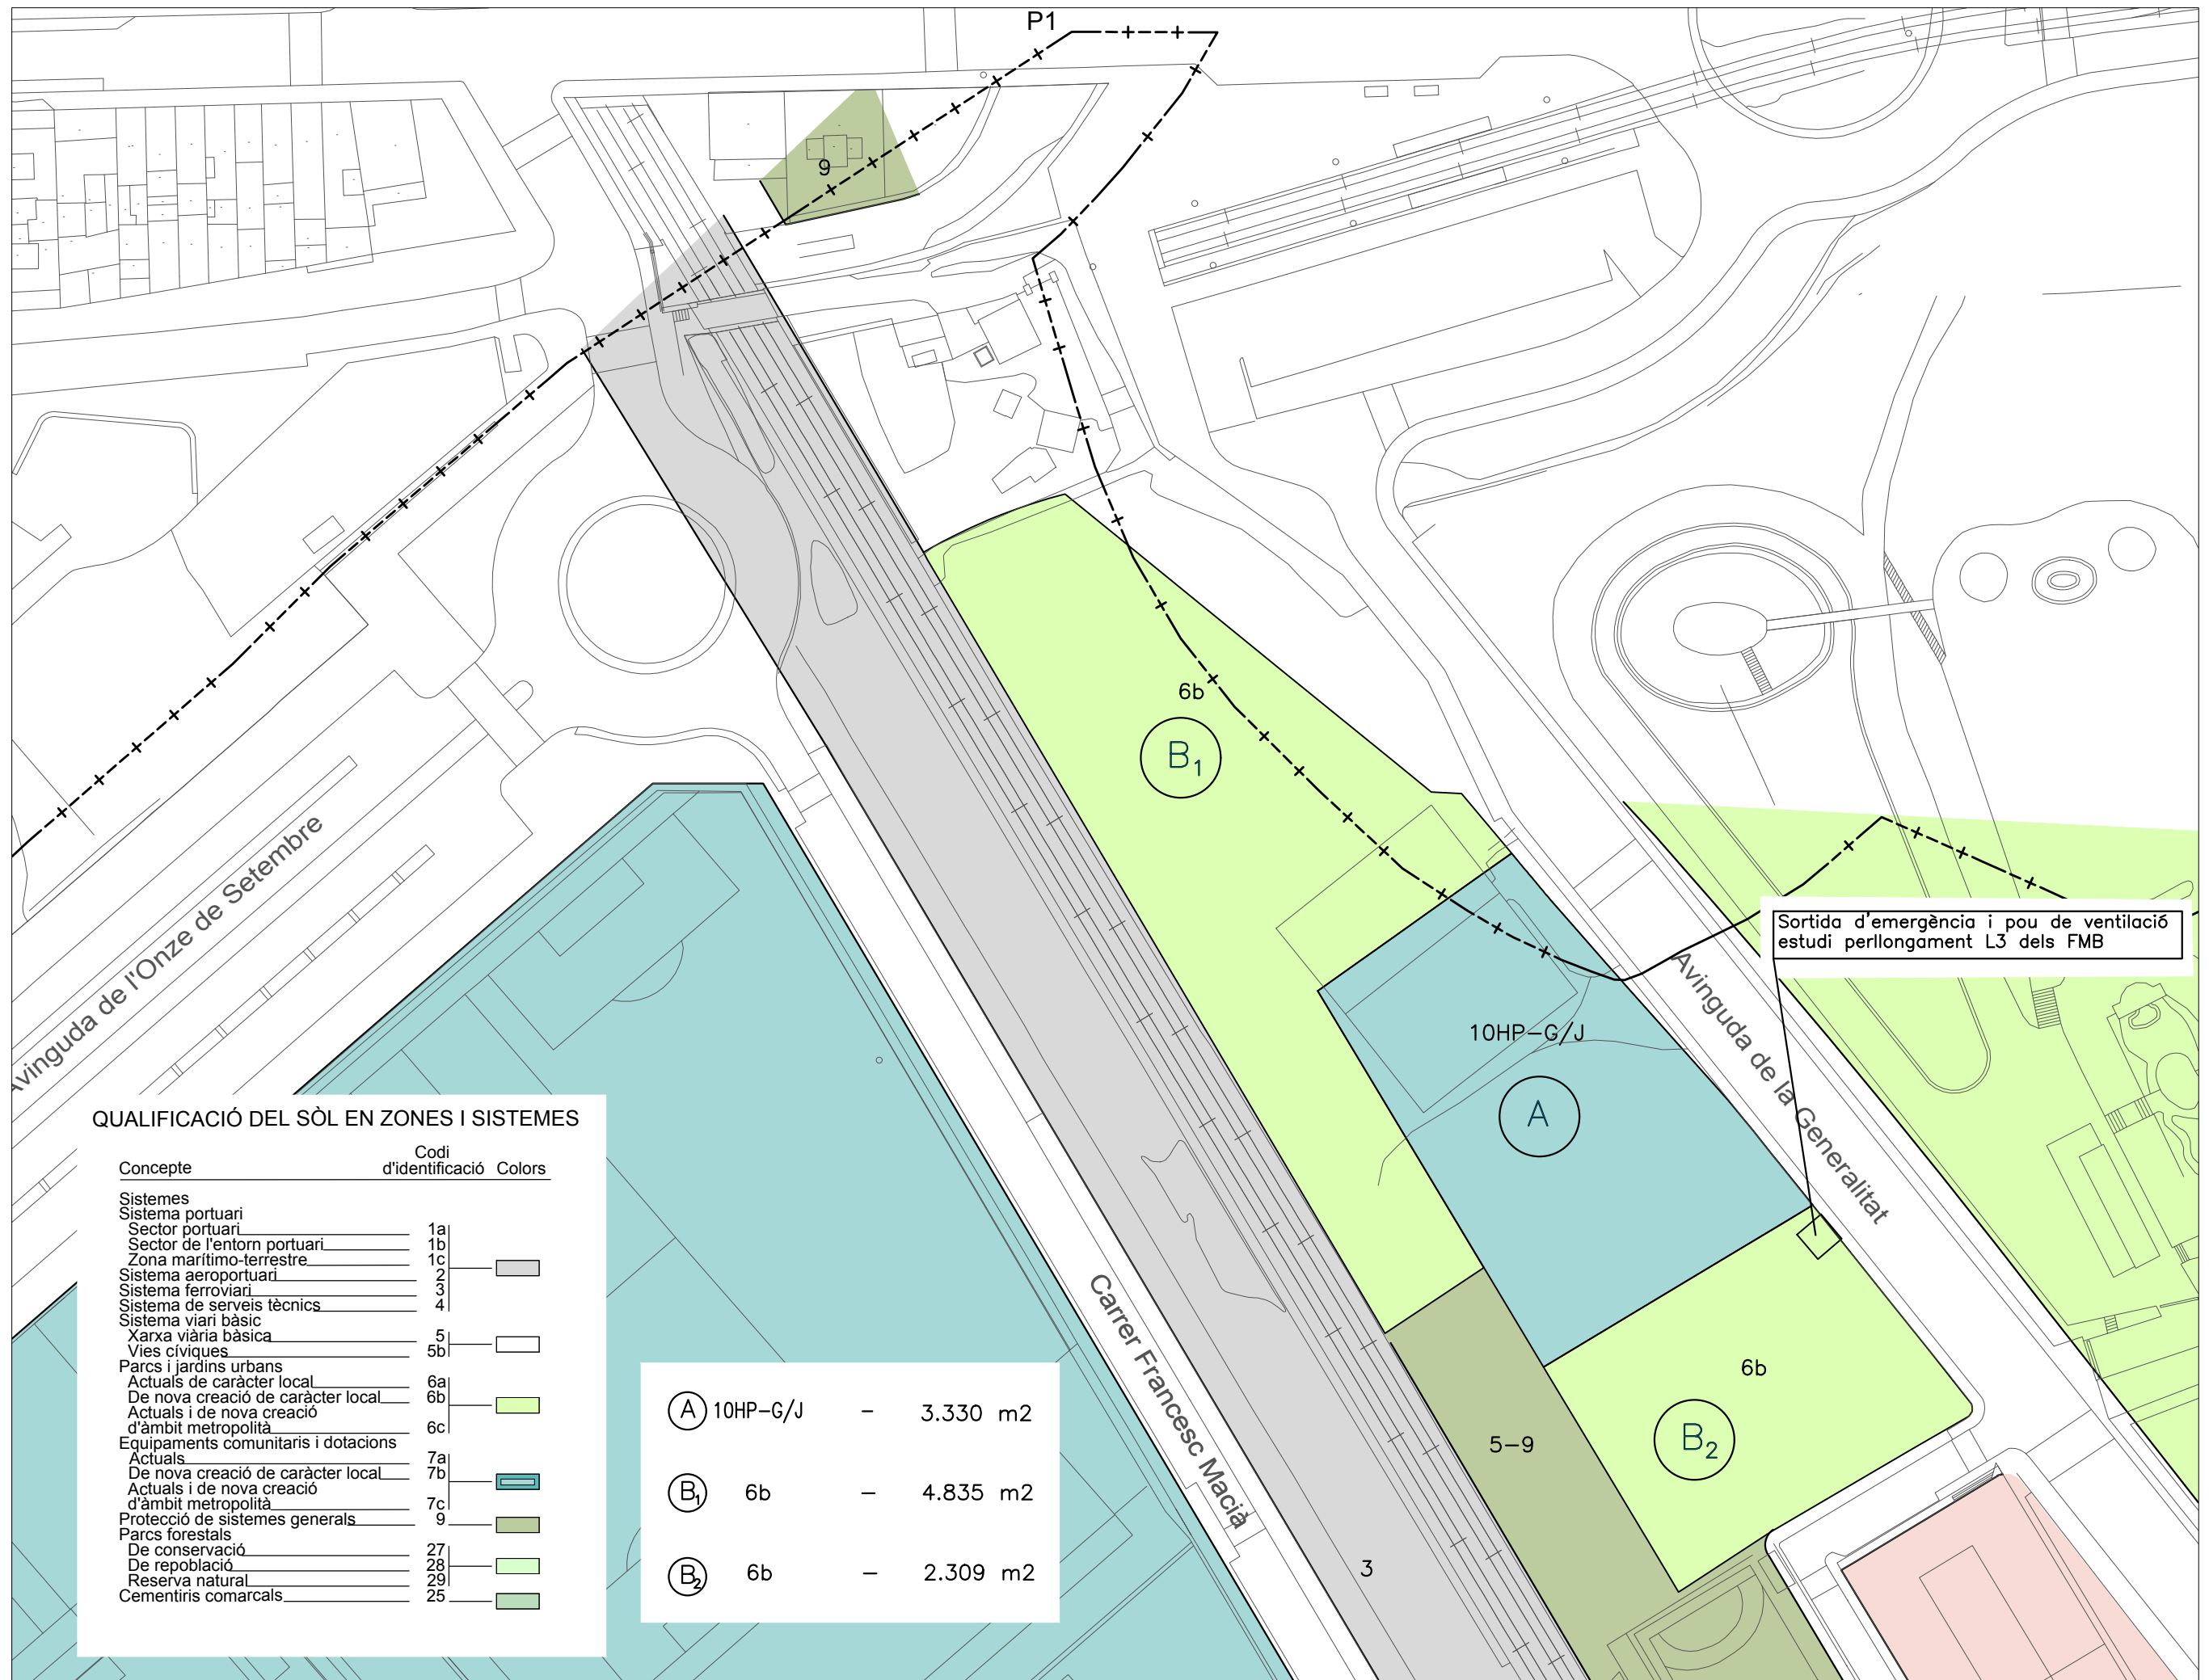 P1
9
6b
B1
Sortida d'emergència i pou de ventilació
estudi perllongament L3 dels FMB
Avinguda de l'Onze de Setembre
10HP-G/J
A
Avinguda de la Generalitat
Carrer Francesc Macià
6b
B2
5-9
3
QUALIFICACIÓ DEL SÒL EN ZONES I SISTEMES
Concepte Codi d'identificació Colors
Sistemes
Sistema portuari
Sector portuari 1a
Sector de l'entorn portuari 1b
Zona marítimo-terrestre 1c
Sistema aeroportuari 2
Sistema ferroviari 3
Sistema de serveis tècnics 4
Sistema viari bàsic
Xarxa viària bàsica 5
Vies cíviques 5b
Parcs i jardins urbans
Actuals de caràcter local 6a
De nova creació de caràcter local 6b
Actuals i de nova creació
d'àmbit metropolità 6c
Equipaments comunitaris i dotacions
Actuals 7a
De nova creació de caràcter local 7b
Actuals i de nova creació
d'àmbit metropolità 7c
Protecció de sistemes generals 9
Parcs forestals
De conservació 27
De repoblació 28
Reserva natural 29
Cementiris comarcals 25
A 10HP-G/J - 3.330 m2
B1 6b - 4.835 m2
B2 6b - 2.309 m2